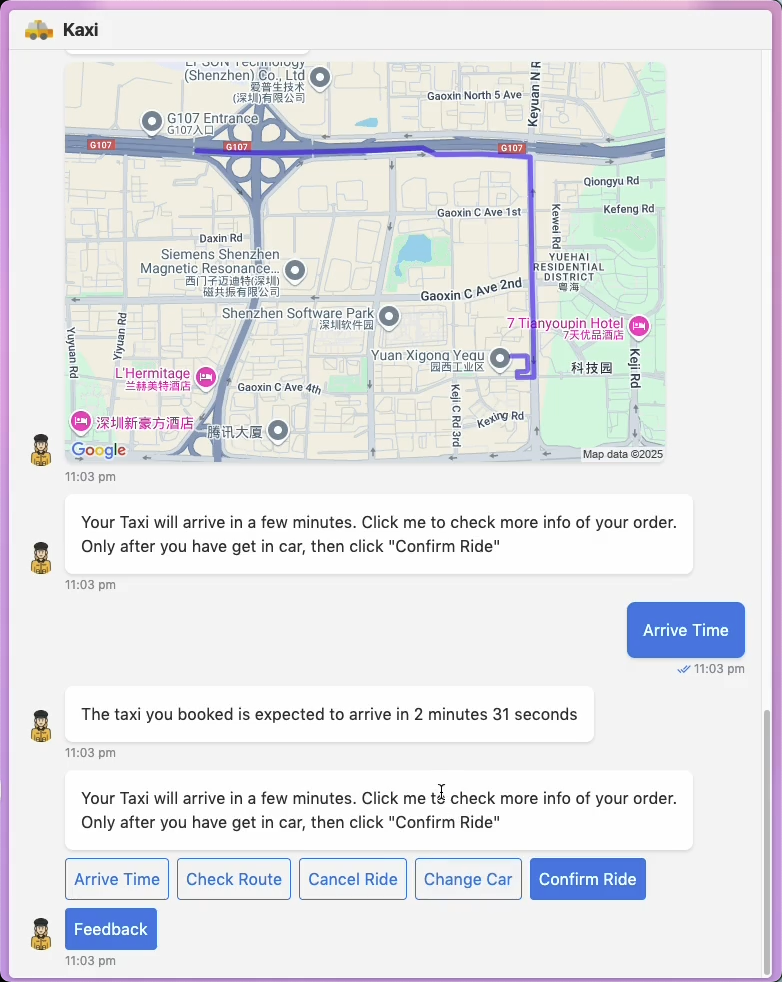 Kaxi
EPSON Technology
(Shenzhen) Co., Ltd
爱普生技术
(深圳)有限公司
Gaoxin North 5 Ave
Keyuan N R
G107 Entrance
G107入口
G107
G107
G107
Qiongyu Rd
Gaoxin C Ave 1st
Kewei Rd
Kefeng Rd
Daxin Rd
Siemens Shenzhen
Magnetic Resonance...
西门子迈迪特(深圳)
磁共振有限公司
YUEHAI
RESIDENTIAL
DISTRICT
粤海
Gaoxin C Ave 2nd
Shenzhen Software Park
深圳软件园
Yuyuan Rd
Yiyuan Rd
7 Tianyoupin Hotel
7天优品酒店
Yuan Xigong Yequ
园西工业区
科技园
Keji Rd
L'Hermitage
兰赫美特酒店
Gaoxin C Ave 4th
Keji C Rd 3rd
Kexing Rd
深圳新豪方酒店
腾讯大厦
Google
Map data ©2025
11:03 pm
Your Taxi will arrive in a few minutes. Click me to check more info of your order.
Only after you have get in car, then click "Confirm Ride"
11:03 pm
Arrive Time
11:03 pm
The taxi you booked is expected to arrive in 2 minutes 31 seconds
11:03 pm
Your Taxi will arrive in a few minutes. Click me to check more info of your order.
Only after you have get in car, then click "Confirm Ride"
Arrive Time
Check Route
Cancel Ride
Change Car
Confirm Ride
Feedback
11:03 pm